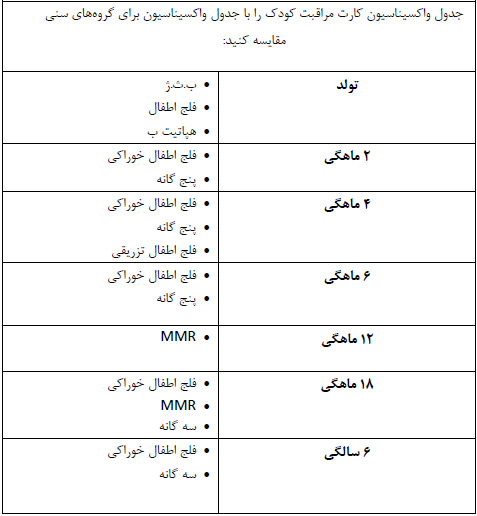 جدول واکسیناسیون کارت مراقبت کودک را با جدول واکسیناسیون برای گروه‌های سنی
مقایسه کنید:
تولد
• ب.ث.ژ
• فلج اطفال
• هپاتیت ب
۲ ماهگی
• فلج اطفال خوراکی
• پنج گانه
۴ ماهگی
• فلج اطفال خوراکی
• پنج گانه
• فلج اطفال تزریقی
۶ ماهگی
• فلج اطفال خوراکی
• پنج گانه
۱۲ ماهگی
• MMR
۱۸ ماهگی
• فلج اطفال خوراکی
• MMR
• سه گانه
۶ سالگی
• فلج اطفال خوراکی
• سه گانه